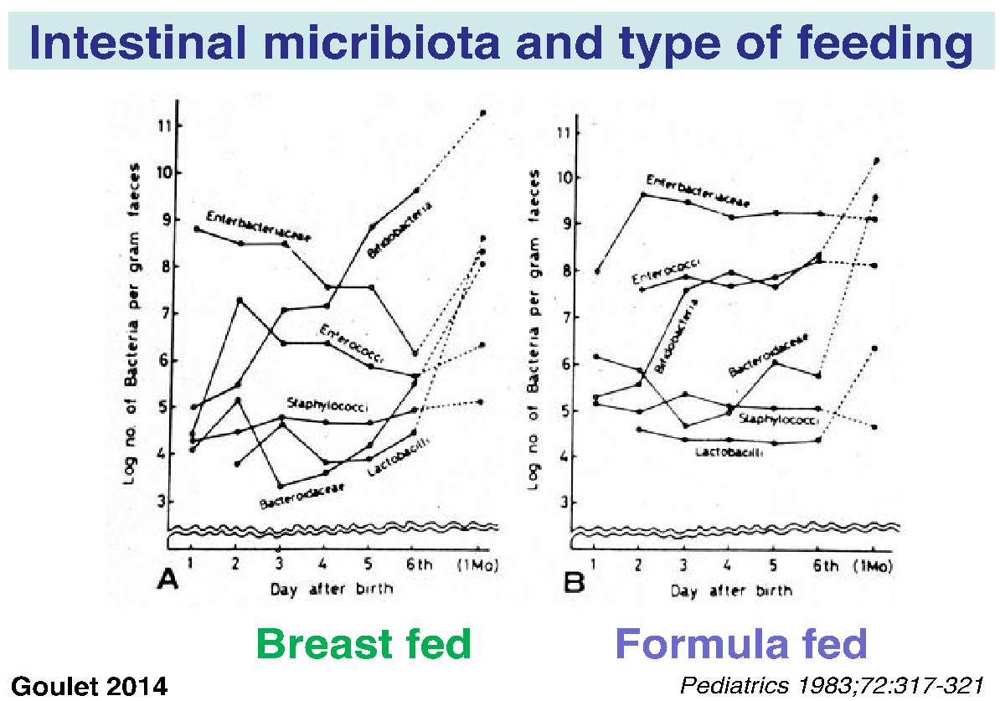 Intestinal micribiota and type of feeding
Log no. of Bacteria per gram faeces
11
10
9
8
7
6
5
4
3
Enterbacteriaceae
Bifidobacteria
Enterococci
Staphylococci
Lactobacilli
Bacteroidaceae
1 2 3 4 5 6th (1Mo)
A
Day after birth
Log no. of Bacteria per gram faeces
11
10
9
8
7
6
5
4
3
Enterbacteriaceae
Enterococci
Bifidobacteria
Bacteroidaceae
Staphylococci
Lactobacilli
1 2 3 4 5 6th (1Mo)
B
Day after birth
Breast fed
Formula fed
Goulet 2014
Pediatrics 1983;72:317-321